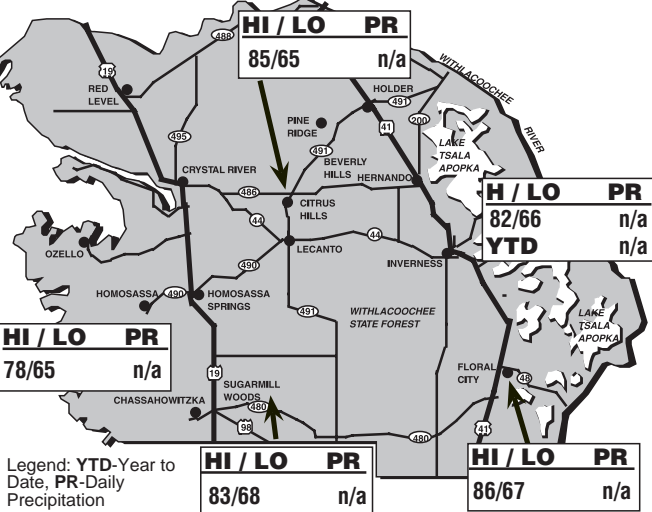 HI / LO PR
85/65 n/a
488
19
RED
LEVEL
WITHLACOOCHEE
RIVER
HOLDER
491
200
41
PINE
RIDGE
495
491
BEVERLY
HILLS
LAKE
TSALA
APOPKA
CRYSTAL RIVER
HERNANDO
486
HI / LO PR
82/66 n/a
YTD n/a
CITRUS
HILLS
44
44
LECANTO
OZELLO
INVERNESS
490
HOMOSASSA
490
HOMOSASSA
SPRINGS
491
WITHLACOOCHEE
STATE FOREST
LAKE
TSALA
APOPKA
HI / LO PR
78/65 n/a
19
FLORAL
CITY
48
SUGARMILL
WOODS
CHASSAHOWITZKA
480
98
480
41
HI / LO PR
83/68 n/a
HI / LO PR
86/67 n/a
Legend: YTD-Year to
Date, PR-Daily
Precipitation